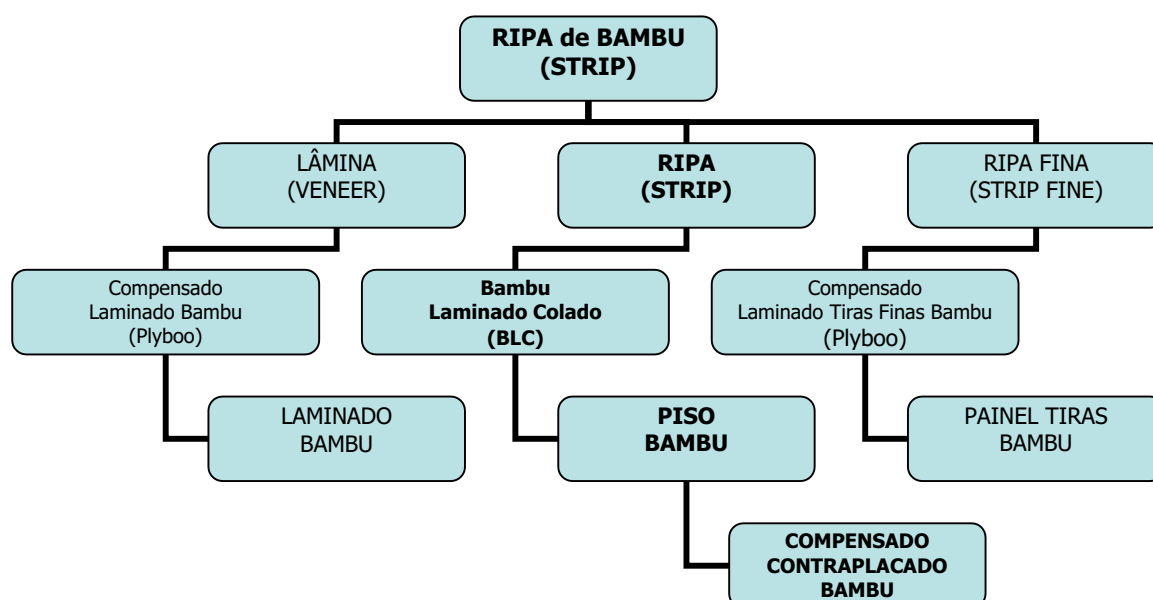 RIPA de BAMBU
(STRIP)
LÂMINA
(VENEER)
RIPA
(STRIP)
RIPA FINA
(STRIP FINE)
Compensado
Laminado Bambu
(Plyboo)
Bambu
Laminado Colado
(BLC)
Compensado
Laminado Tiras Finas Bambu
(Plyboo)
LAMINADO
BAMBU
PISO
BAMBU
PAINEL TIRAS
BAMBU
COMPENSADO
CONTRAPLACADO
BAMBU